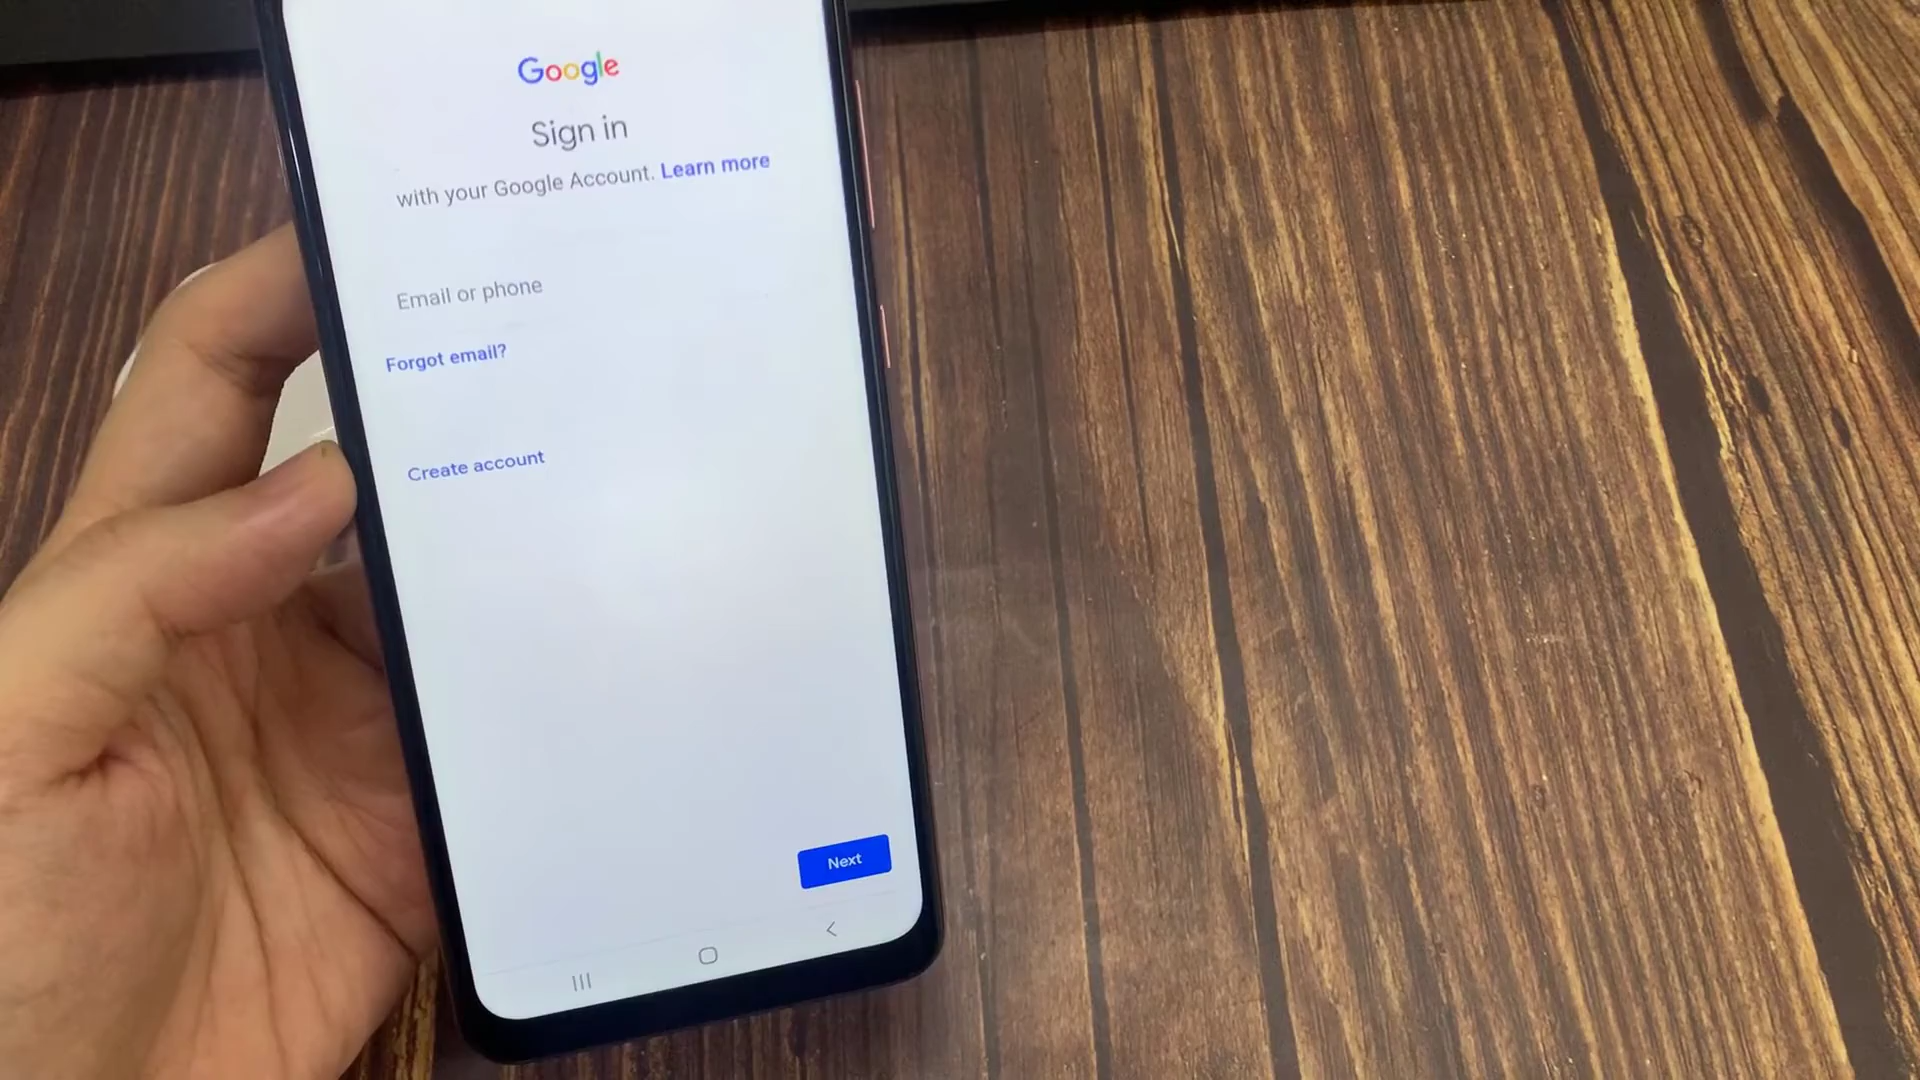 Google
Sign in
with your Google Account. Learn more
Email or phone
Forgot email?
Create account
Next